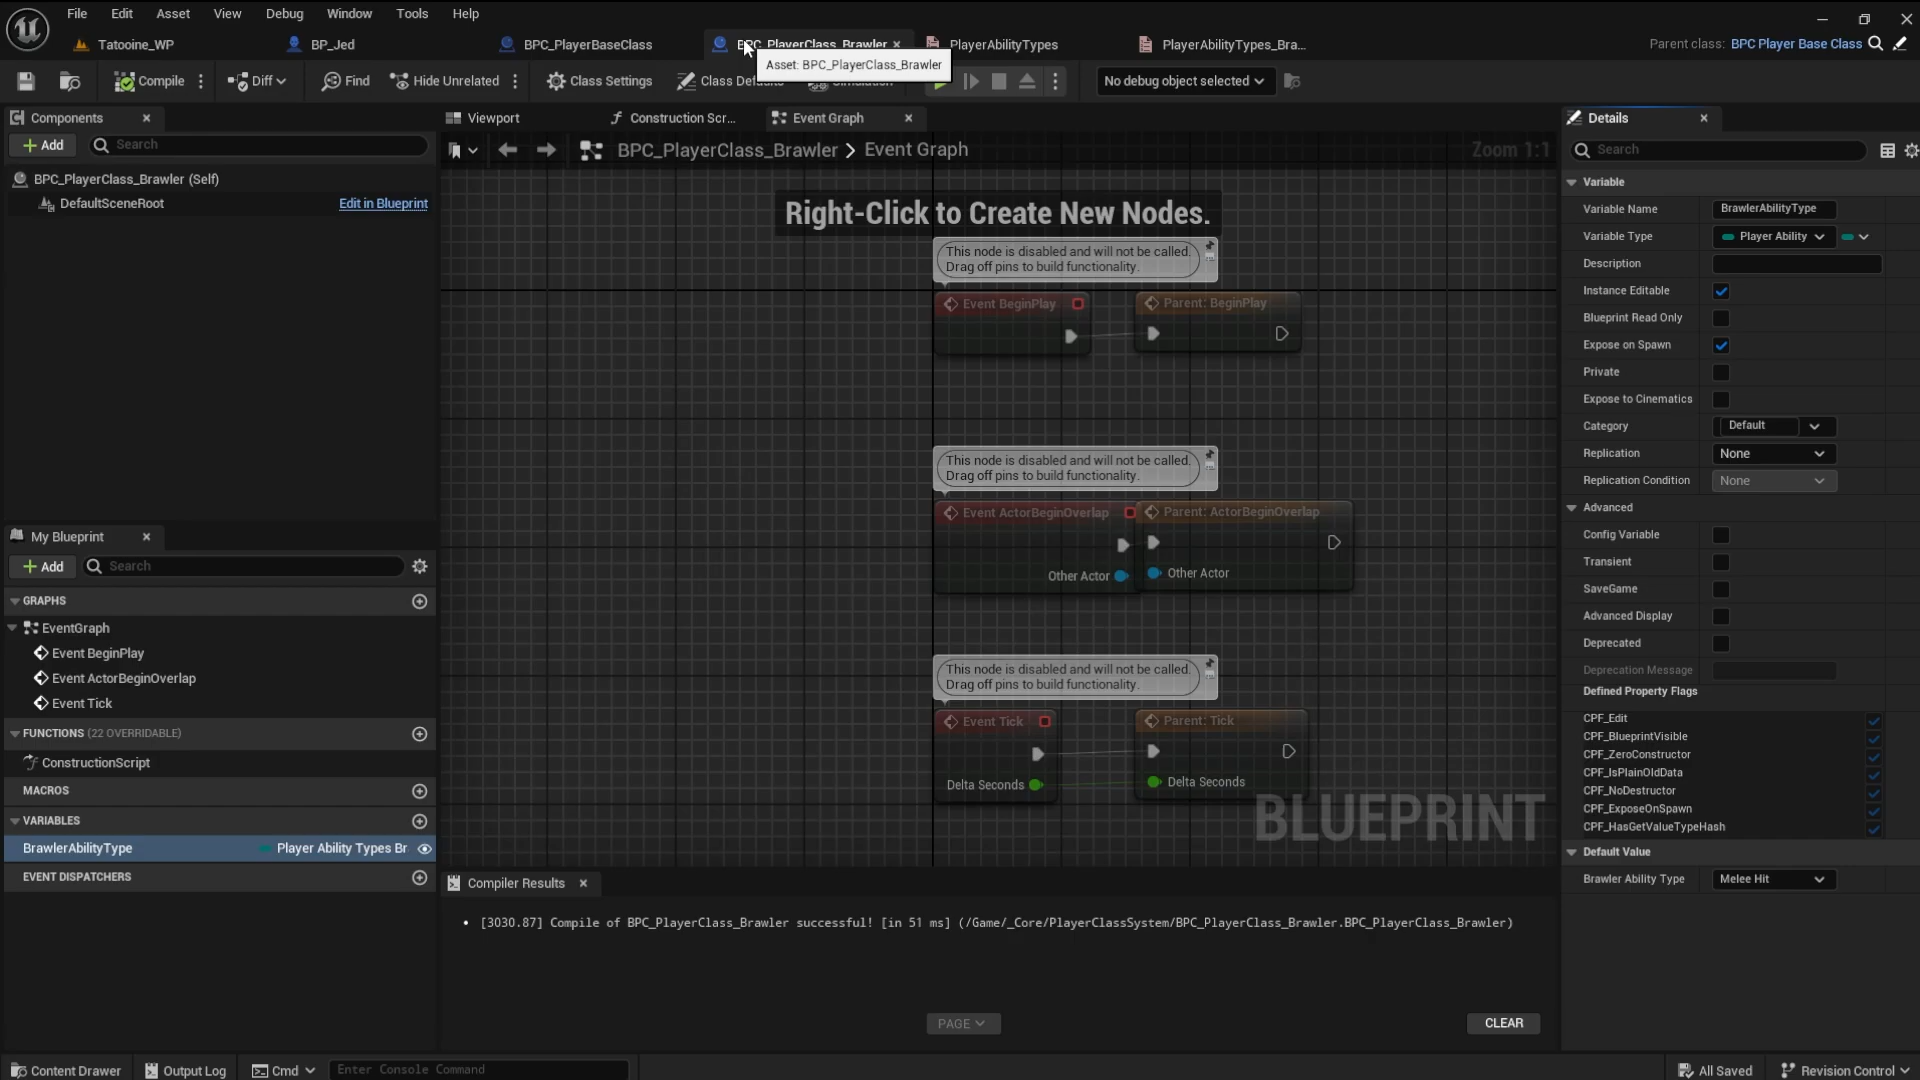 File Edit Asset View Debug Window Tools Help
Tatooine_WP BP_Jed BPC_PlayerBaseClass BPC_PlayerClass_Brawler PlayerAbilityTypes PlayerAbilityTypes_Bra... Parent class: BPC Player Base Class
Asset: BPC_PlayerClass_Brawler
Compile Diff Find Hide Unrelated Class Settings Class Defaults Simulation No debug object selected
Components Viewport Construction Scr... Event Graph Details
Add Search BPC_PlayerClass_Brawler > Event Graph Zoom 1:1 Search
BPC_PlayerClass_Brawler (Self)
DefaultSceneRoot Edit in Blueprint
Right-Click to Create New Nodes.
This node is disabled and will not be called.
Drag off pins to build functionality.
Event BeginPlay Parent: BeginPlay
This node is disabled and will not be called.
Drag off pins to build functionality.
Event ActorBeginOverlap Parent: ActorBeginOverlap
Other Actor Other Actor
This node is disabled and will not be called.
Drag off pins to build functionality.
Event Tick Parent: Tick
Delta Seconds Delta Seconds
BLUEPRINT
My Blueprint
Add Search
GRAPHS
EventGraph
Event BeginPlay
Event ActorBeginOverlap
Event Tick
FUNCTIONS (22 OVERRIDABLE)
ConstructionScript
MACROS
VARIABLES
BrawlerAbilityType Player Ability Types Br
EVENT DISPATCHERS
Variable
Variable Name BrawlerAbilityType
Variable Type Player Ability
Description
Instance Editable
Blueprint Read Only
Expose on Spawn
Private
Expose to Cinematics
Category Default
Replication None
Replication Condition None
Advanced
Config Variable
Transient
SaveGame
Advanced Display
Deprecated
Deprecation Message
Defined Property Flags
CPF_Edit
CPF_BlueprintVisible
CPF_ZeroConstructor
CPF_IsPlainOldData
CPF_NoDestructor
CPF_ExposeOnSpawn
CPF_HasGetValueTypeHash
Default Value
Brawler Ability Type Melee Hit
Compiler Results
• [3030.87] Compile of BPC_PlayerClass_Brawler successful! [in 51 ms] (/Game/_Core/PlayerClassSystem/BPC_PlayerClass_Brawler.BPC_PlayerClass_Brawler)
PAGE CLEAR
Content Drawer Output Log Cmd Enter Console Command All Saved Revision Control